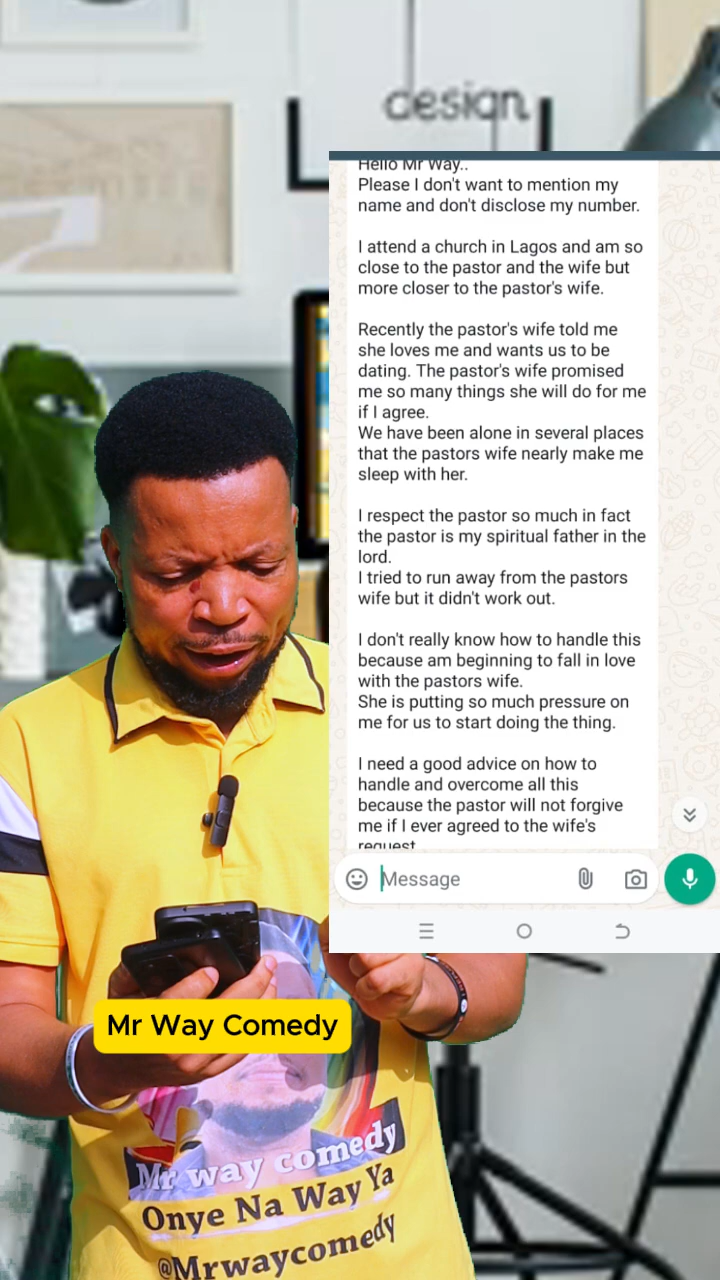 design
Hello Mr Way..
Please I don't want to mention my
name and don't disclose my number.
I attend a church in Lagos and am so
close to the pastor and the wife but
more closer to the pastor's wife.
Recently the pastor's wife told me
she loves me and wants us to be
dating. The pastor's wife promised
me so many things she will do for me
if I agree.
We have been alone in several places
that the pastors wife nearly make me
sleep with her.
I respect the pastor so much in fact
the pastor is my spiritual father in the
lord.
I tried to run away from the pastors
wife but it didn't work out.
I don't really know how to handle this
because am beginning to fall in love
with the pastors wife.
She is putting so much pressure on
me for us to start doing the thing.
I need a good advice on how to
handle and overcome all this
because the pastor will not forgive
me if I ever agreed to the wife's
request
Message
Mr Way Comedy
Mr way comedy
Onye Na Way Ya
@Mrwaycomedy